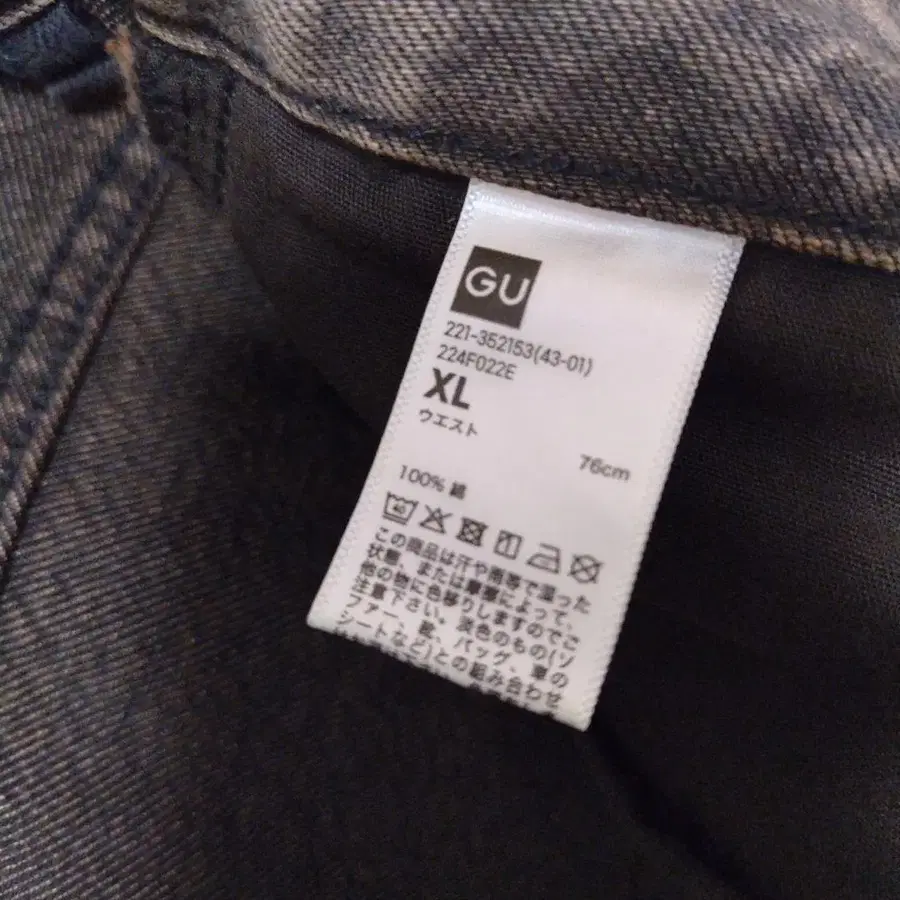 GU
221-352153(43-01)
224F022E
XL
ウエスト
76cm
100% 綿
40
この商品は汗や雨等で湿った
状態、または摩擦によって、
他の物に色移りしますのでご
注意下さい。淡色のもの(ソ
ファー、靴、バッグ、車の
シートなど)との組み合わせ